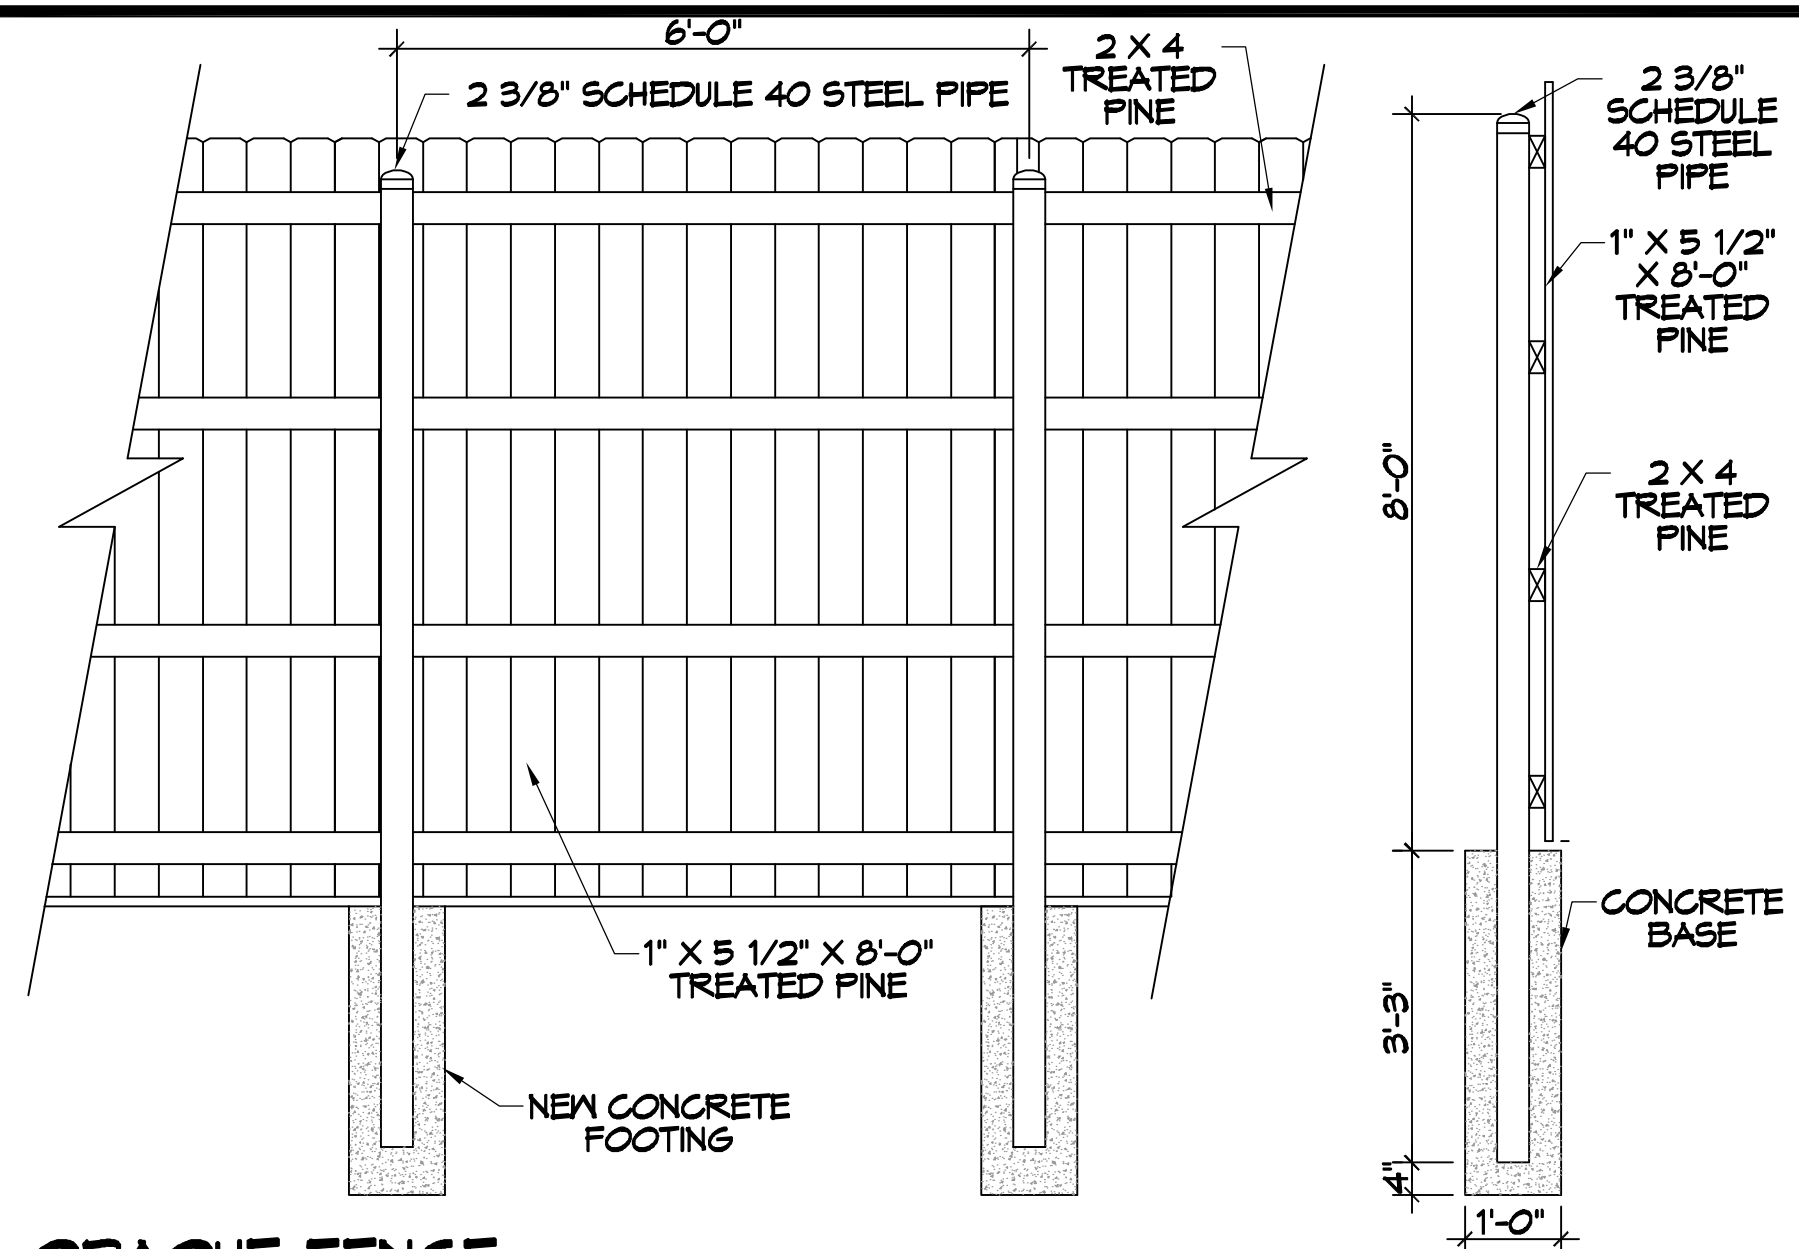 6'-0"
2 3/8" SCHEDULE 40 STEEL PIPE
2 X 4
TREATED
PINE
2 3/8"
SCHEDULE
40 STEEL
PIPE
1" X 5 1/2"
X 8'-0"
TREATED
PINE
8'-0"
2 X 4
TREATED
PINE
CONCRETE
BASE
1" X 5 1/2" X 8'-0"
TREATED PINE
3'-3"
NEW CONCRETE
FOOTING
4"
1'-0"
OPAQUE FENCE